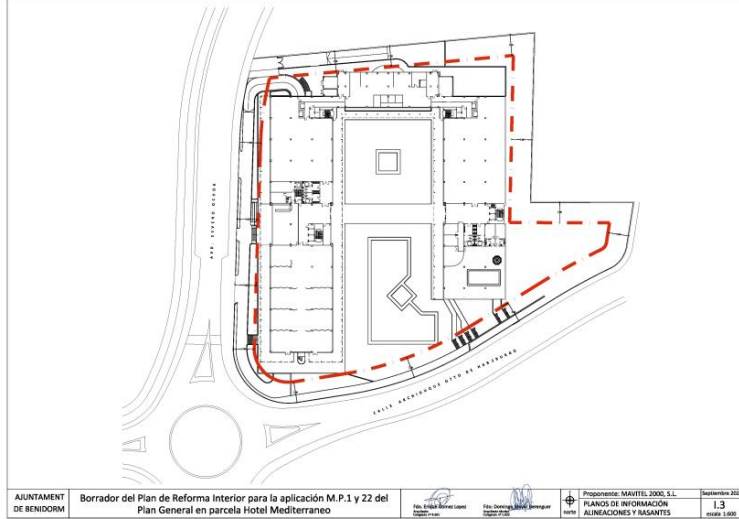 AVD. SEVERO OCHOA
CALLE ARCHIDUQUE OTTO DE HABSBURGO
AJUNTAMENT
DE BENIDORM
Borrador del Plan de Reforma Interior para la aplicación M.P.1 y 22 del
Plan General en parcela Hotel Mediterraneo
Fdo. Enrique Gómez Lopez
Arquitecto
Fdo. Domingo Berenguer
norte
Proponente: MAVITEL 2000, S.L.
PLANOS DE INFORMACIÓN
ALINEACIONES Y RASANTES
Septiembre
I.3
escala 1:600